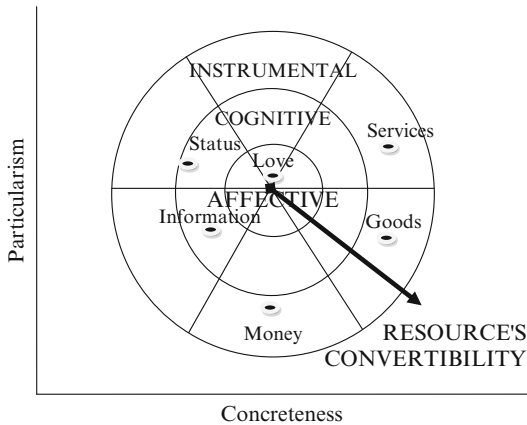 INSTRUMENTAL
COGNITIVE
Services
Status
Love
AFFECTIVE
Information
Goods
Money
RESOURCE'S
CONVERTIBILITY
Particularism
Concreteness